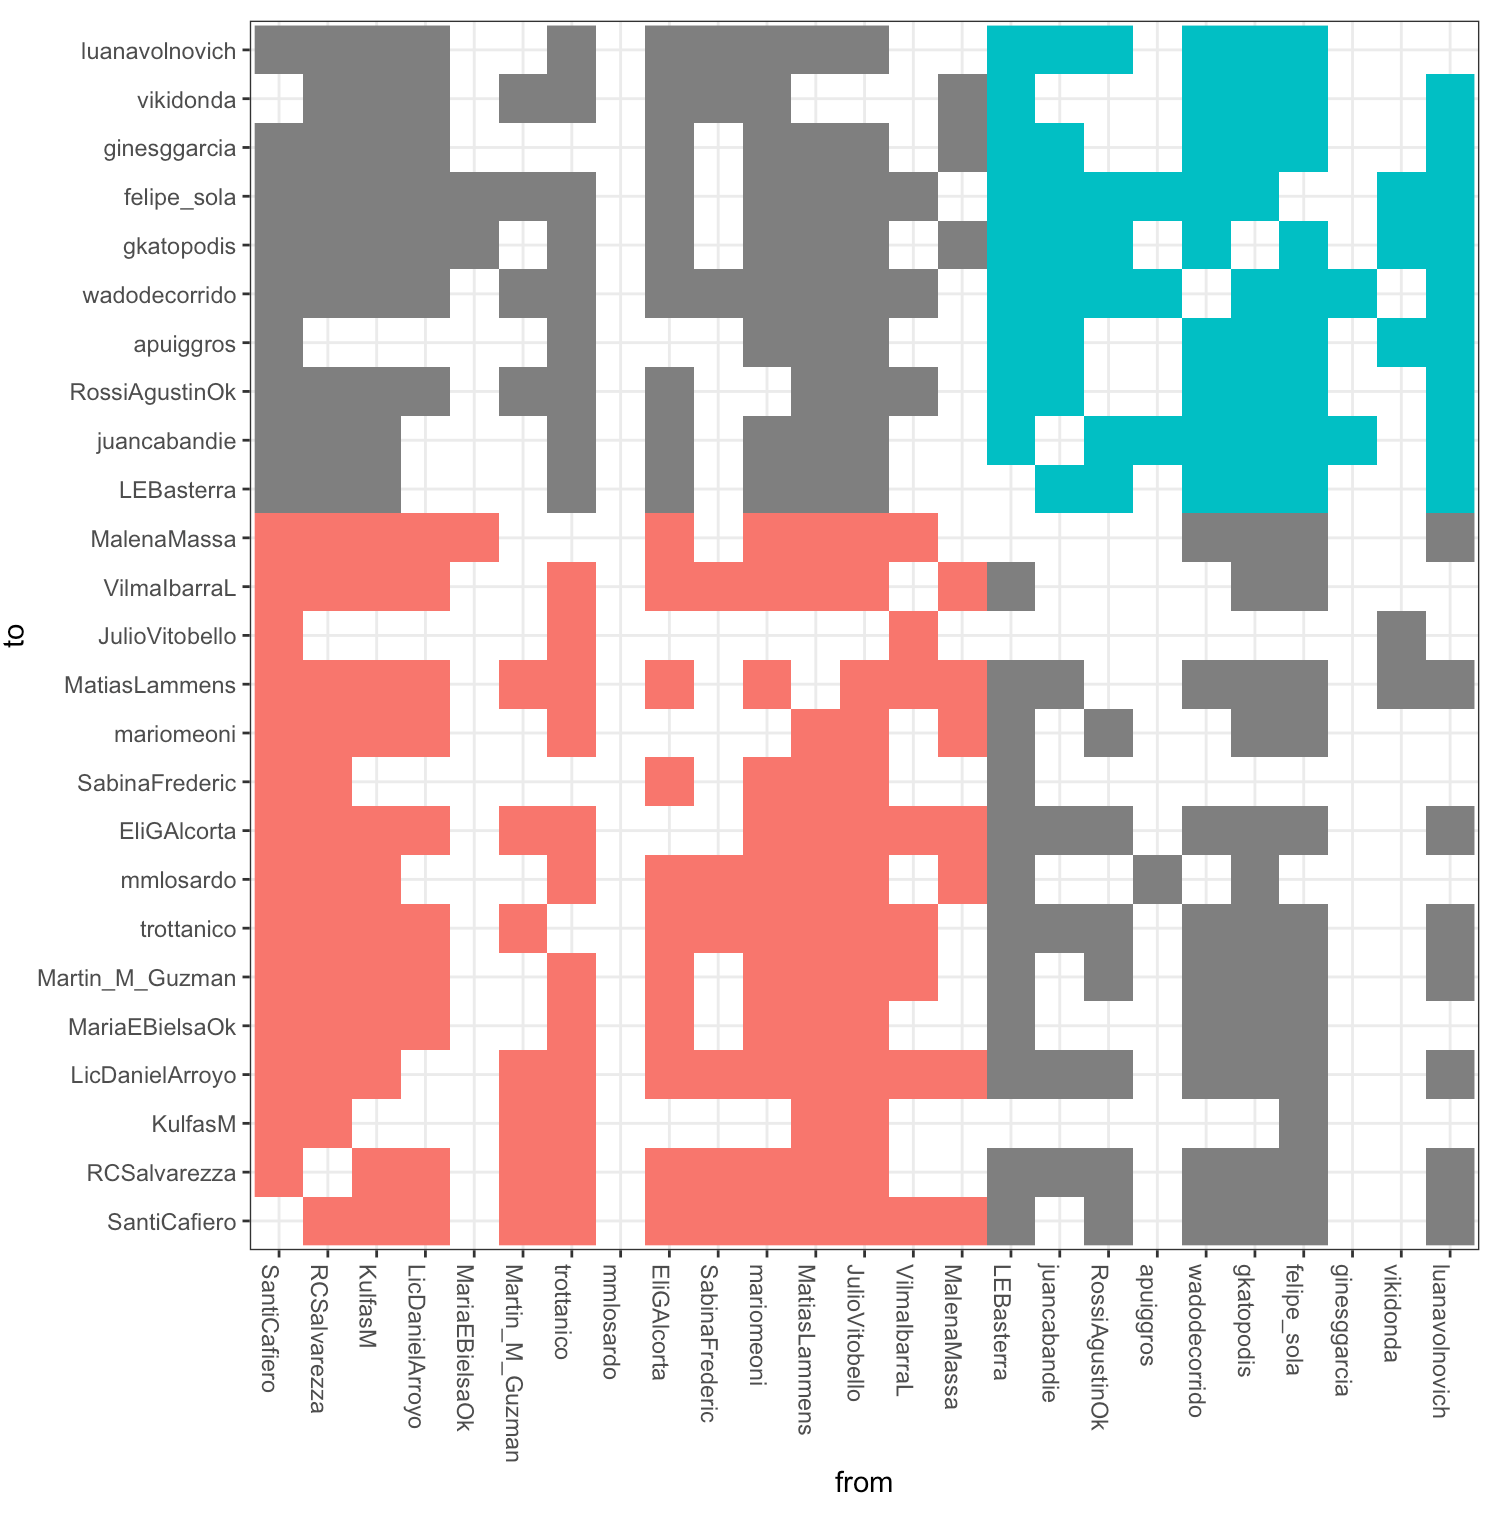 luanavolnovich
vikidonda
ginesggarcia
felipe_sola
gkatopodis
wadodecorrido
apuiggros
RossiAgustinOk
juancabandie
LEBasterra
MalenaMassa
VilmaIbarraL
JulioVitobello
MatiasLammens
mariomeoni
SabinaFrederic
EliGAlcorta
mmlosardo
trottanico
Martin_M_Guzman
MariaEBielsaOk
LicDanielArroyo
KulfasM
RCSalvarezza
SantiCafiero
to
SantiCafiero
RCSalvarezza
KulfasM
LicDanielArroyo
MariaEBielsaOk
Martin_M_Guzman
trottanico
mmlosardo
EliGAlcorta
SabinaFrederic
mariomeoni
MatiasLammens
JulioVitobello
VilmaIbarraL
MalenaMassa
LEBasterra
juancabandie
RossiAgustinOk
apuiggros
wadodecorrido
gkatopodis
felipe_sola
ginesggarcia
vikidonda
luanavolnovich
from